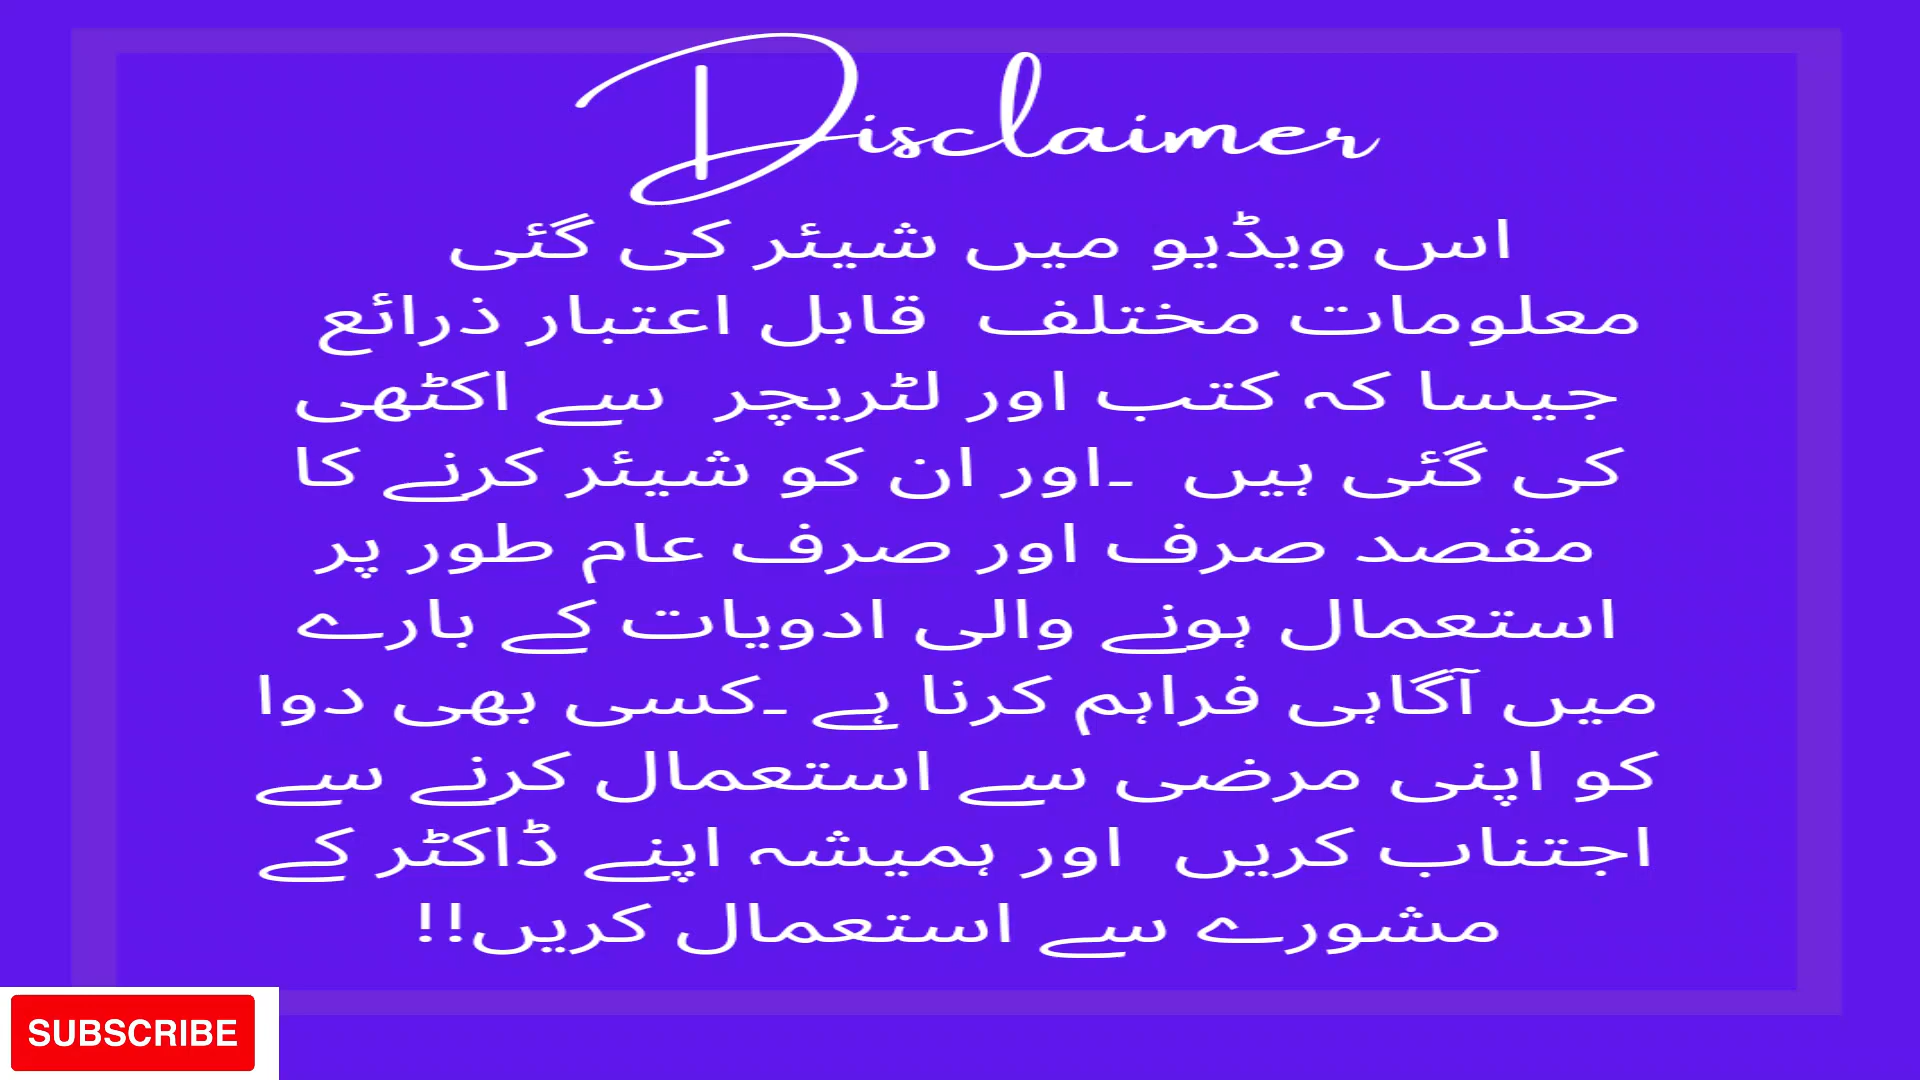 Disclaimer
اس ویڈیو میں شیئر کی گئی
معلومات مختلف  قابل اعتبار ذرائع
جیسا کہ کتب اور لٹریچر  سے اکٹھی
کی گئی ہیں  ۔اور ان کو شیئر کرنے کا
مقصد صرف اور صرف عام طور پر
استعمال ہونے والی ادویات کے بارے
میں آگاہی فراہم کرنا ہے ۔کسی بھی دوا
کو اپنی مرضی سے استعمال کرنے سے
اجتناب کریں  اور ہمیشہ اپنے ڈاکٹر کے
مشورے سے استعمال کریں!!
SUBSCRIBE